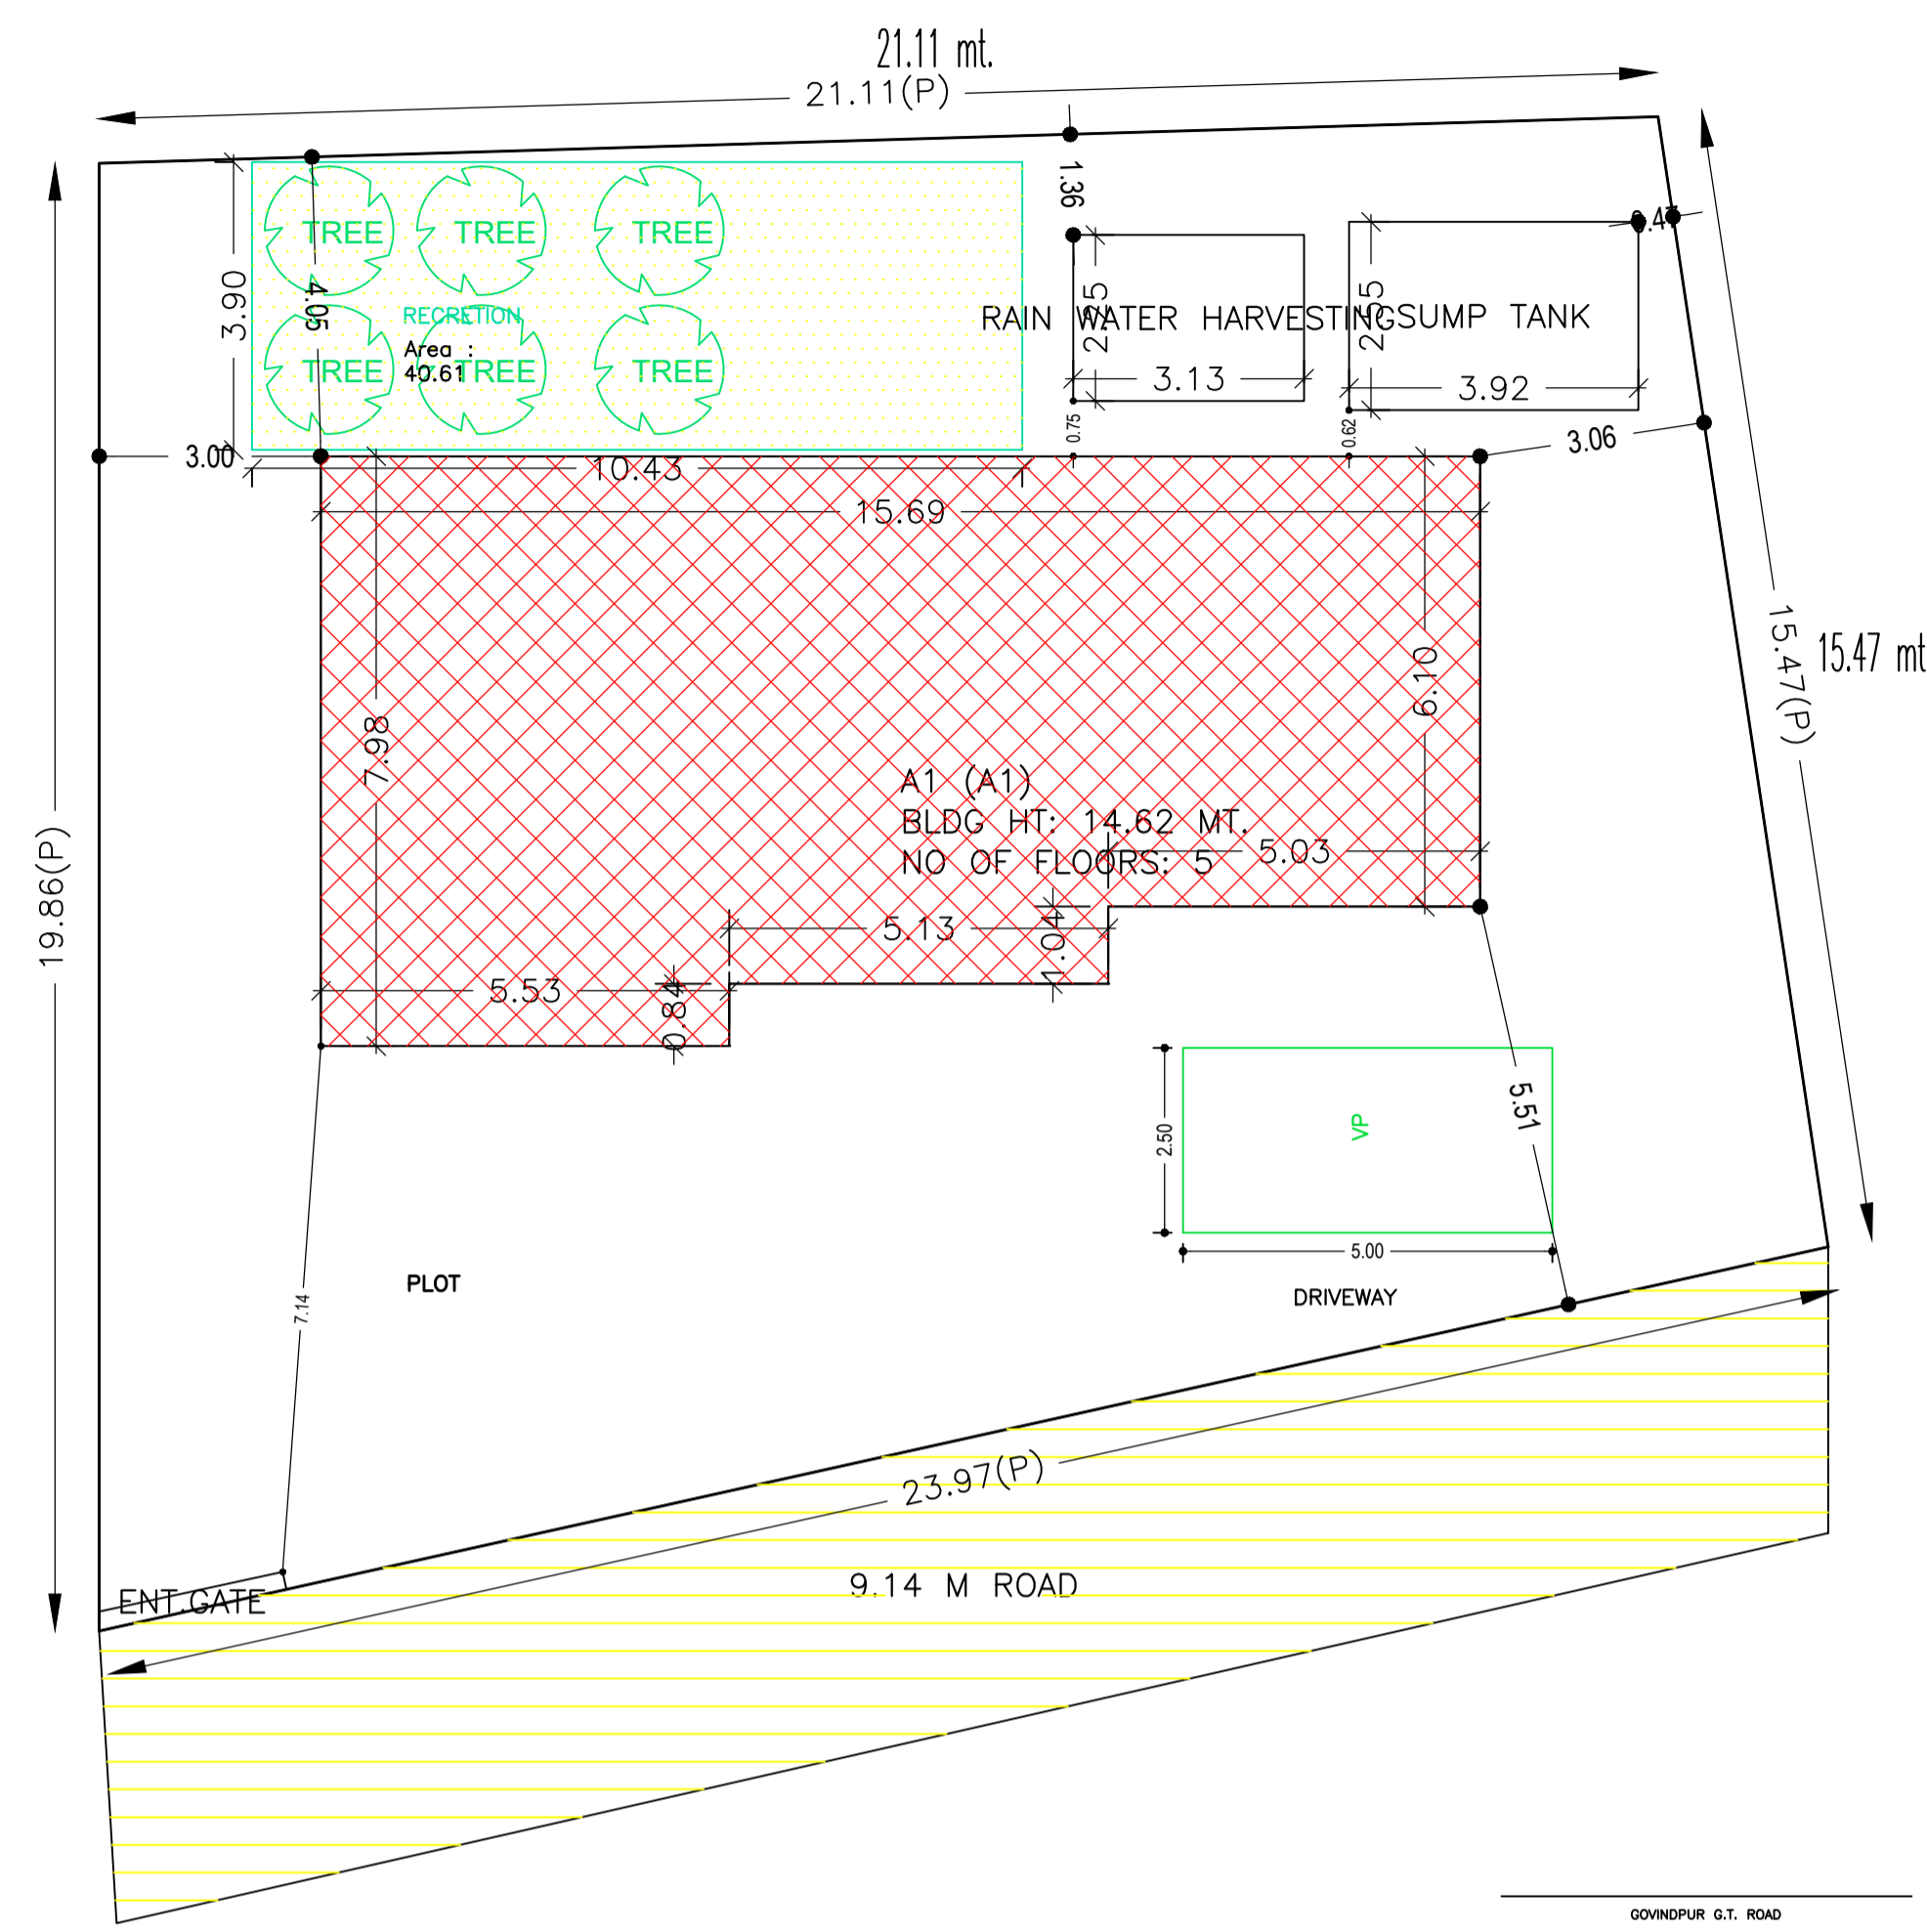 21.11 mt.
21.11(P)
1.36
0.47
TREE TREE TREE
3.90
4.05
RECRETION
Area :
40.61
TREE TREE TREE
2.25
RAIN WATER HARVESTING
2.55
SUMP TANK
3.13
3.92
0.75
0.62
3.00
3.06
10.43
15.69
15.47(P)
15.47 mt
6.10
7.98
A1 (A1)
BLDG HT: 14.62 MT.
NO OF FLOORS: 5
5.03
19.86(P)
5.13
1.04
5.53
0.84
5.51
2.50
VP
5.00
PLOT
DRIVEWAY
7.14
23.97(P)
9.14 M ROAD
ENT.GATE
GOVINDPUR G.T. ROAD